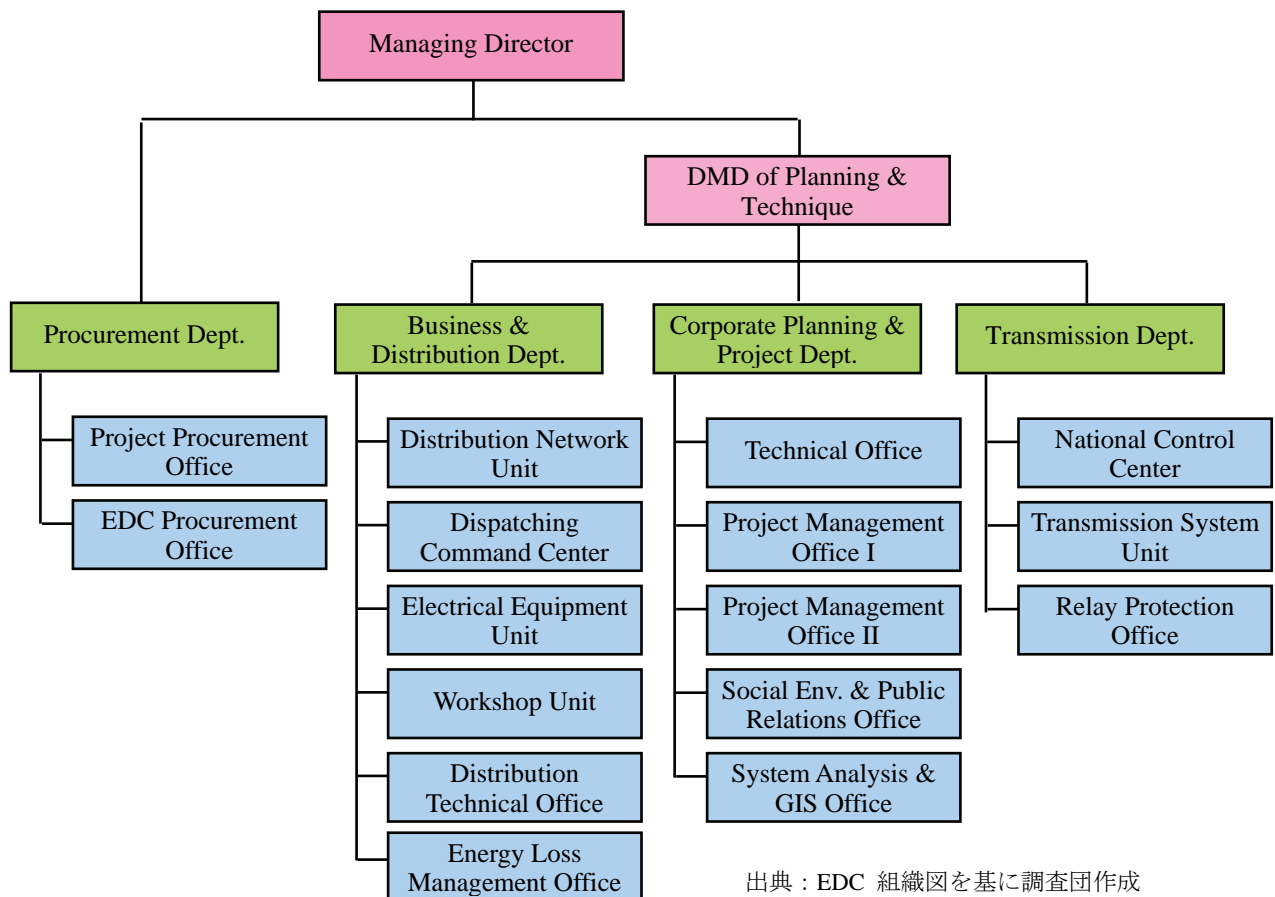 Managing Director
DMD of Planning &
Technique
Procurement Dept.
Business &
Distribution Dept.
Corporate Planning &
Project Dept.
Transmission Dept.
Project Procurement
Office
EDC Procurement
Office
Distribution Network
Unit
Dispatching
Command Center
Electrical Equipment
Unit
Workshop Unit
Distribution
Technical Office
Energy Loss
Management Office
Technical Office
Project Management
Office I
Project Management
Office II
Social Env. & Public
Relations Office
System Analysis &
GIS Office
National Control
Center
Transmission System
Unit
Relay Protection
Office
出典：EDC 組織図を基に調査団作成